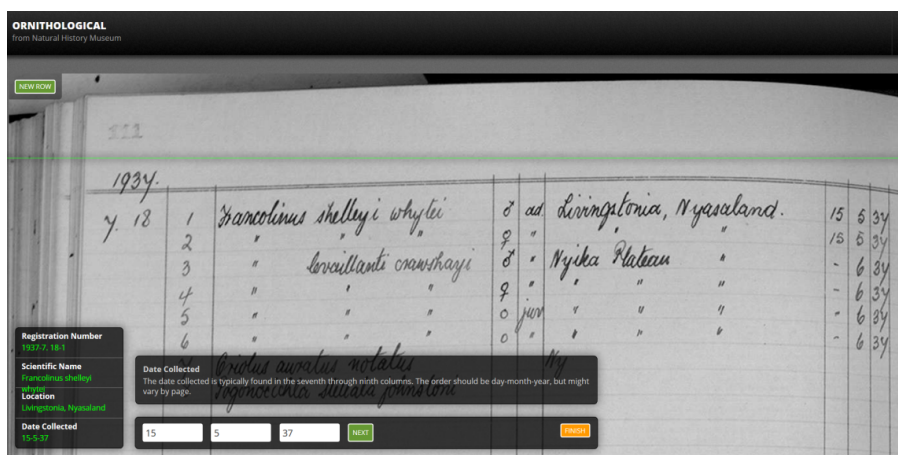 ORNITHOLOGICAL
from Natural History Museum
NEW ROW
111
1937.
7. 18 1 Francolinus shelleyi whytei ♂ ad. Livingstonia, Nyasaland. 15 5 37
2 " " " ♀ " " " 15 5 37
3 " levaillanti crawshayi ♂ " Nyika Plateau " - 6 37
4 " " " ♀ " " " " - 6 37
5 " " " O juv " " " - 6 37
6 " " " O " " " " - 6 37
Oriolus auratus notatus Ny
johnstoni
Registration Number
1937-7. 18-1
Scientific Name
Francolinus shelleyi
whytei
Location
Livingstonia, Nyasaland
Date Collected
15-5-37
Date Collected
The date collected is typically found in the seventh through ninth columns. The order should be day-month-year, but might
vary by page.
15 5 37 NEXT FINISH